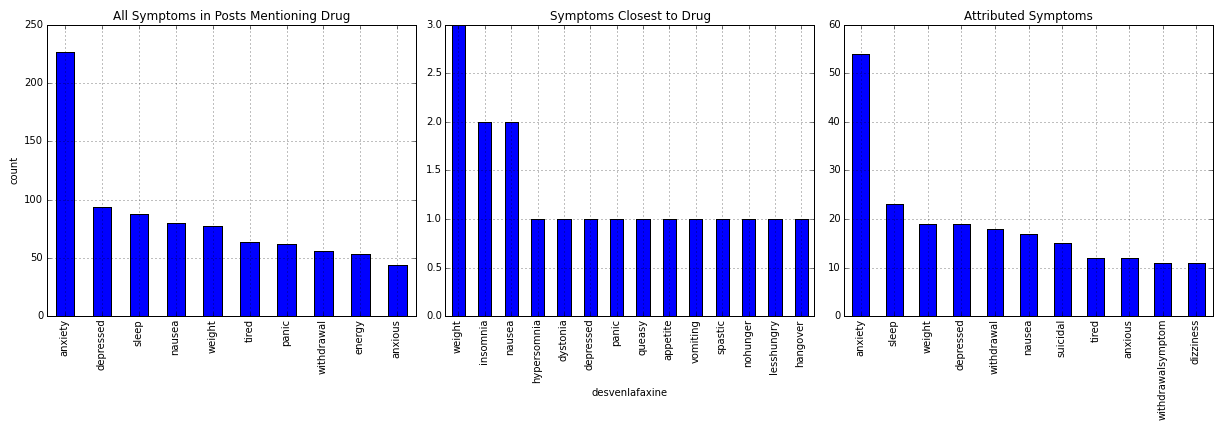 All Symptoms in Posts Mentioning Drug
count
250
200
150
100
50
0
anxiety
depressed
sleep
nausea
weight
tired
panic
withdrawal
energy
anxious
Symptoms Closest to Drug
3.0
2.5
2.0
1.5
1.0
0.5
0.0
weight
insomnia
nausea
hypersomnia
dystonia
depressed
panic
queasy
appetite
vomiting
spastic
nohunger
lesshungry
hangover
desvenlafaxine
Attributed Symptoms
60
50
40
30
20
10
0
anxiety
sleep
weight
depressed
withdrawal
nausea
suicidal
tired
anxious
withdrawalsymptom
dizziness